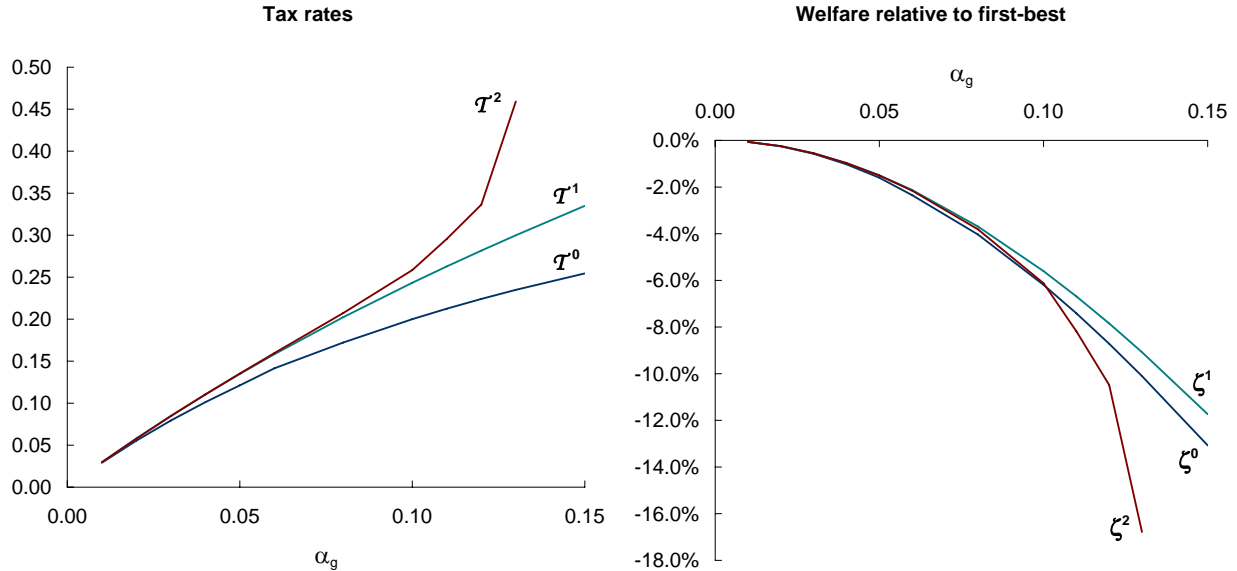 Tax rates
0.50
0.45
0.40
0.35
0.30
0.25
0.20
0.15
0.10
0.05
0.00
0.00 0.05 0.10 0.15
α_g
𝒯²
𝒯¹
𝒯⁰
Welfare relative to first-best
α_g
0.00 0.05 0.10 0.15
0.0%
-2.0%
-4.0%
-6.0%
-8.0%
-10.0%
-12.0%
-14.0%
-16.0%
-18.0%
ζ¹
ζ⁰
ζ²